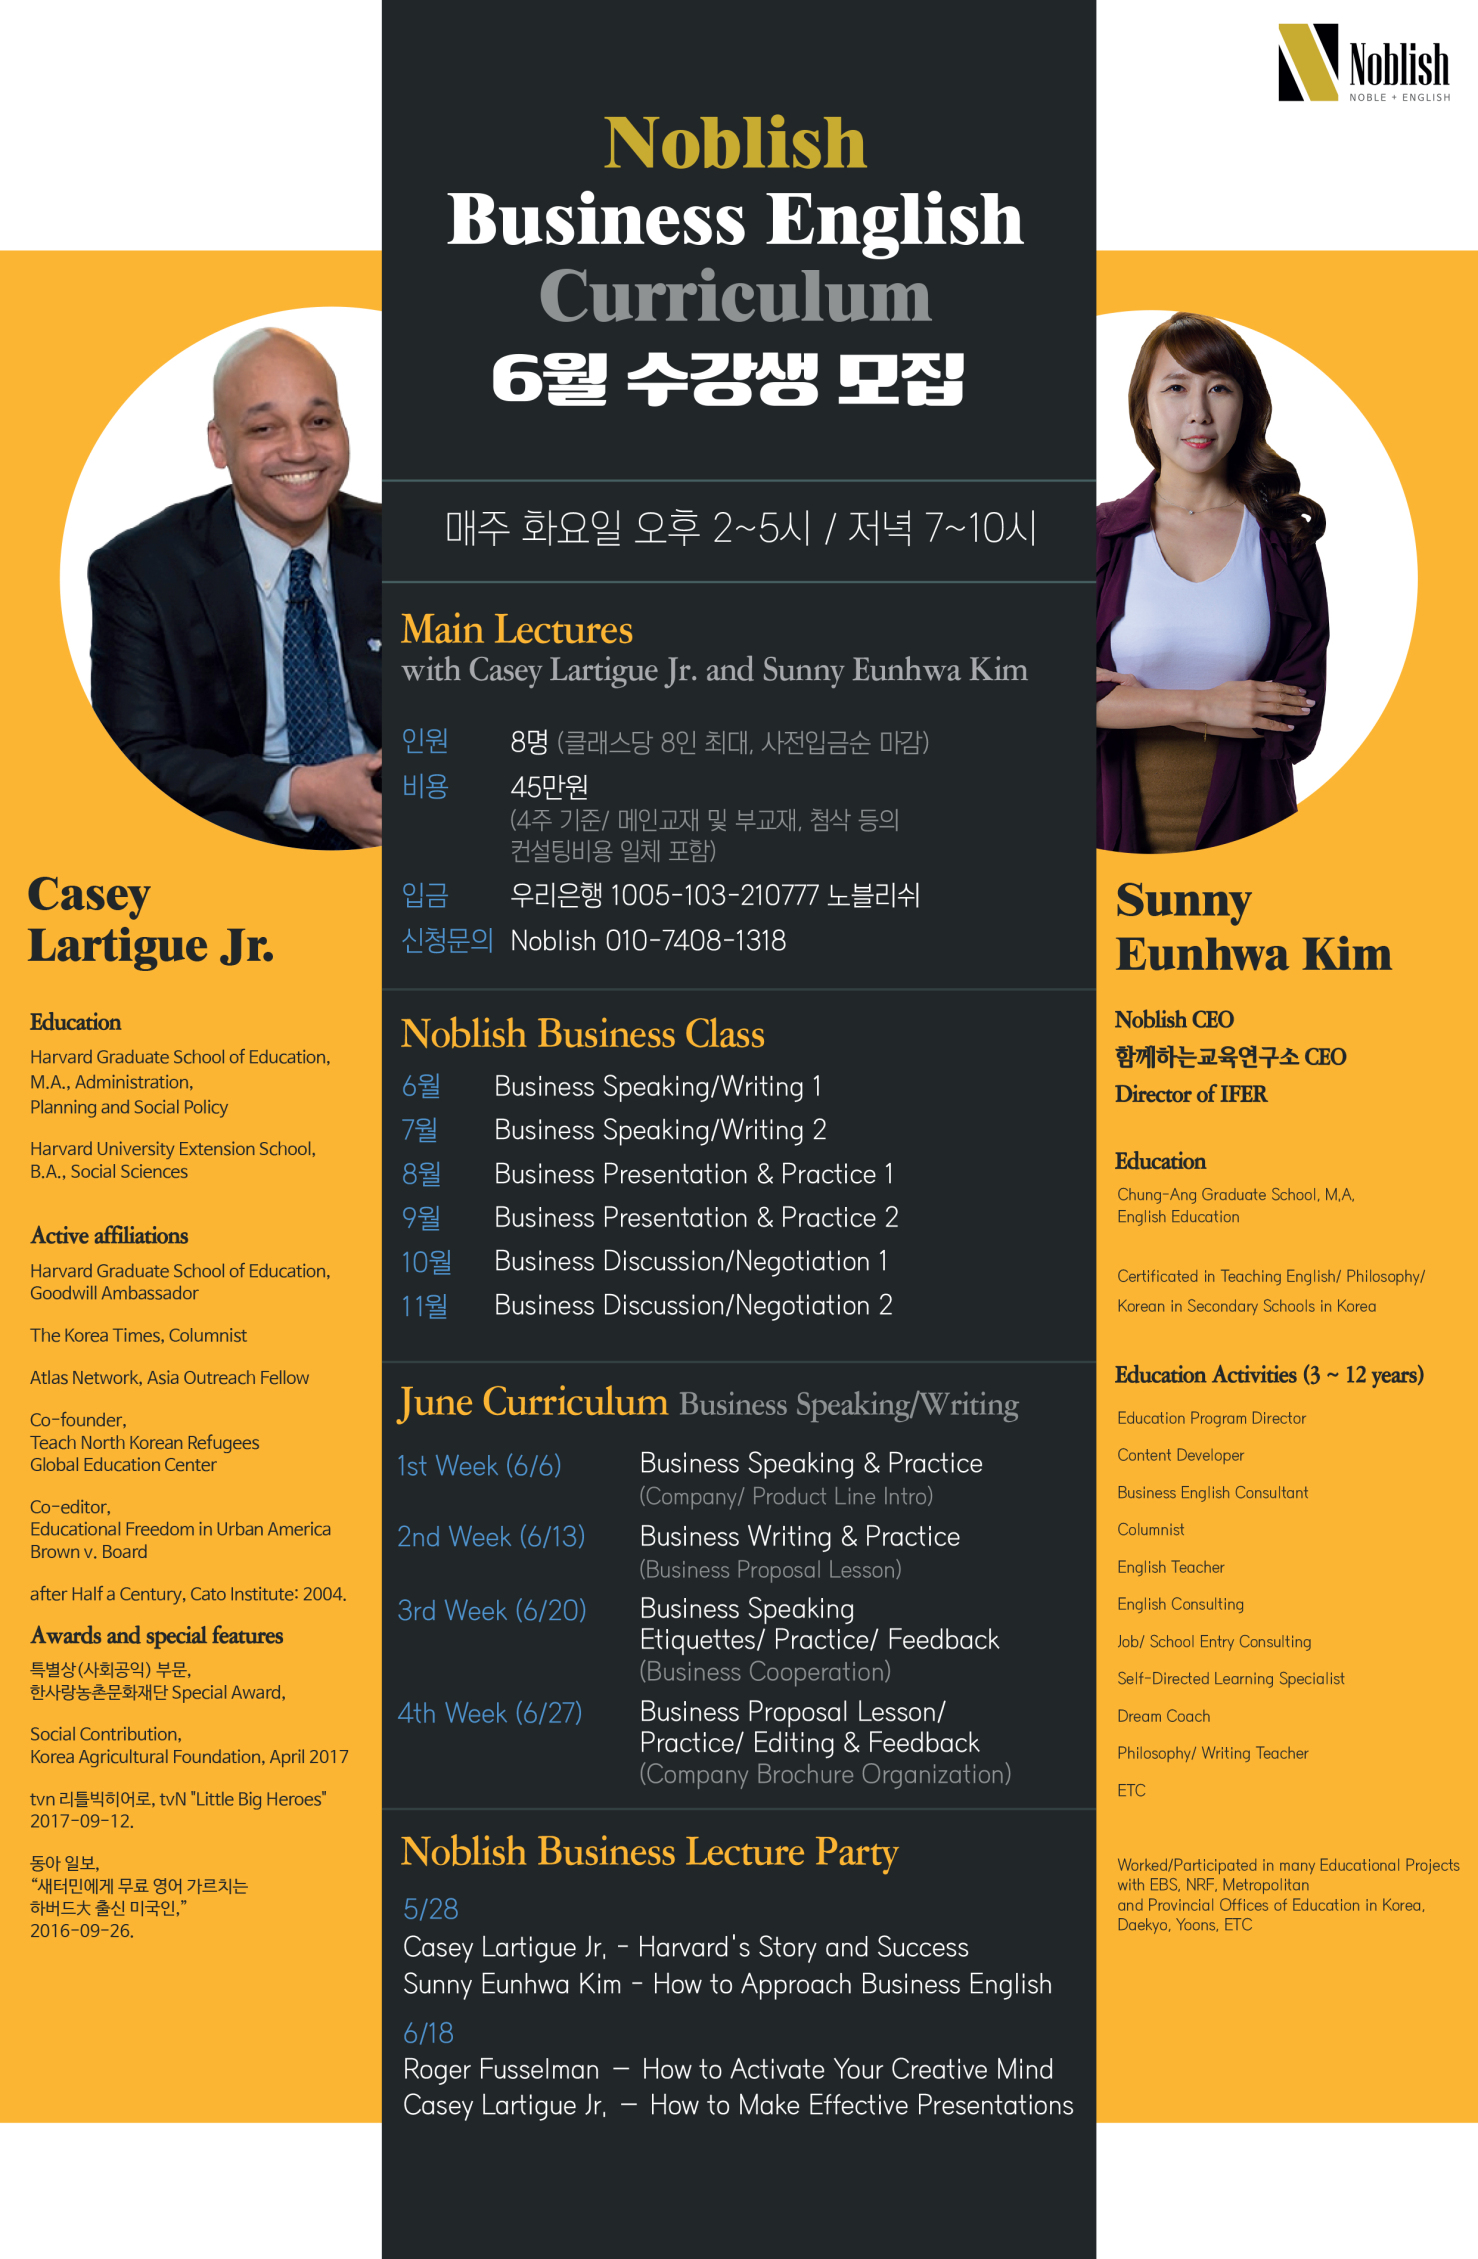 Noblish
NOBLE + ENGLISH
Noblish
Business English
Curriculum
6월 수강생 모집
매주 화요일 오후 2~5시 / 저녁 7~10시
Main Lectures
with Casey Lartigue Jr. and Sunny Eunhwa Kim
인원 8명 (클래스당 8인 최대, 사전입금순 마감)
비용 45만원
(4주 기준/ 메인교재 및 부교재, 첨삭 등의
컨설팅비용 일체 포함)
입금 우리은행 1005-103-210777 노블리쉬
신청문의 Noblish 010-7408-1318
Noblish Business Class
6월 Business Speaking/Writing 1
7월 Business Speaking/Writing 2
8월 Business Presentation & Practice 1
9월 Business Presentation & Practice 2
10월 Business Discussion/Negotiation 1
11월 Business Discussion/Negotiation 2
June Curriculum Business Speaking/Writing
1st Week (6/6) Business Speaking & Practice
(Company/ Product Line Intro)
2nd Week (6/13) Business Writing & Practice
(Business Proposal Lesson)
3rd Week (6/20) Business Speaking
Etiquettes/ Practice/ Feedback
(Business Cooperation)
4th Week (6/27) Business Proposal Lesson/
Practice/ Editing & Feedback
(Company Brochure Organization)
Noblish Business Lecture Party
5/28
Casey Lartigue Jr, - Harvard's Story and Success
Sunny Eunhwa Kim - How to Approach Business English
6/18
Roger Fusselman – How to Activate Your Creative Mind
Casey Lartigue Jr, – How to Make Effective Presentations
Casey
Lartigue Jr.
Education
Harvard Graduate School of Education,
M.A., Administration,
Planning and Social Policy
Harvard University Extension School,
B.A., Social Sciences
Active affiliations
Harvard Graduate School of Education,
Goodwill Ambassador
The Korea Times, Columnist
Atlas Network, Asia Outreach Fellow
Co-founder,
Teach North Korean Refugees
Global Education Center
Co-editor,
Educational Freedom in Urban America
Brown v. Board
after Half a Century, Cato Institute: 2004.
Awards and special features
특별상(사회공익) 부문,
한사랑농촌문화재단 Special Award,
Social Contribution,
Korea Agricultural Foundation, April 2017
tvn 리틀빅히어로, tvN "Little Big Heroes"
2017-09-12.
동아 일보,
“새터민에게 무료 영어 가르치는
하버드大 출신 미국인,”
2016-09-26.
Sunny
Eunhwa Kim
Noblish CEO
함께하는교육연구소 CEO
Director of IFER
Education
Chung-Ang Graduate School, M,A,
English Education
Certificated in Teaching English/ Philosophy/
Korean in Secondary Schools in Korea
Education Activities (3 ~ 12 years)
Education Program Director
Content Developer
Business English Consultant
Columnist
English Teacher
English Consulting
Job/ School Entry Consulting
Self-Directed Learning Specialist
Dream Coach
Philosophy/ Writing Teacher
ETC
Worked/Participated in many Educational Projects
with EBS, NRF, Metropolitan
and Provincial Offices of Education in Korea,
Daekyo, Yoons, ETC